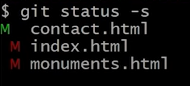 $ git status -s
M  contact.html
 M index.html
 M monuments.html